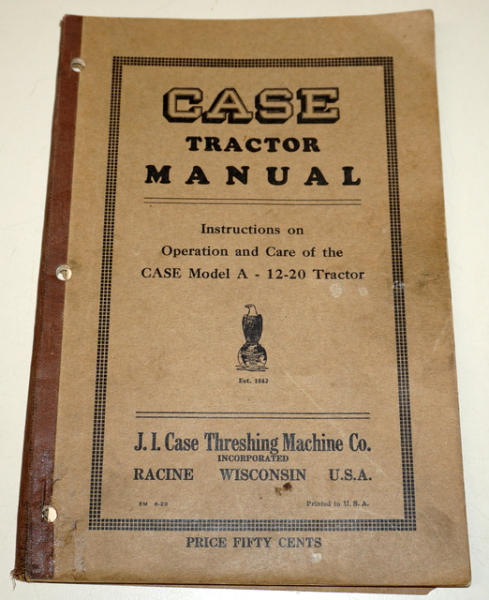 CASE
TRACTOR
MANUAL
Instructions on
Operation and Care of the
CASE Model A - 12-20 Tractor
Est. 1842
J. I. Case Threshing Machine Co.
INCORPORATED
RACINE WISCONSIN U.S.A.
Printed in U. S. A.
PRICE FIFTY CENTS